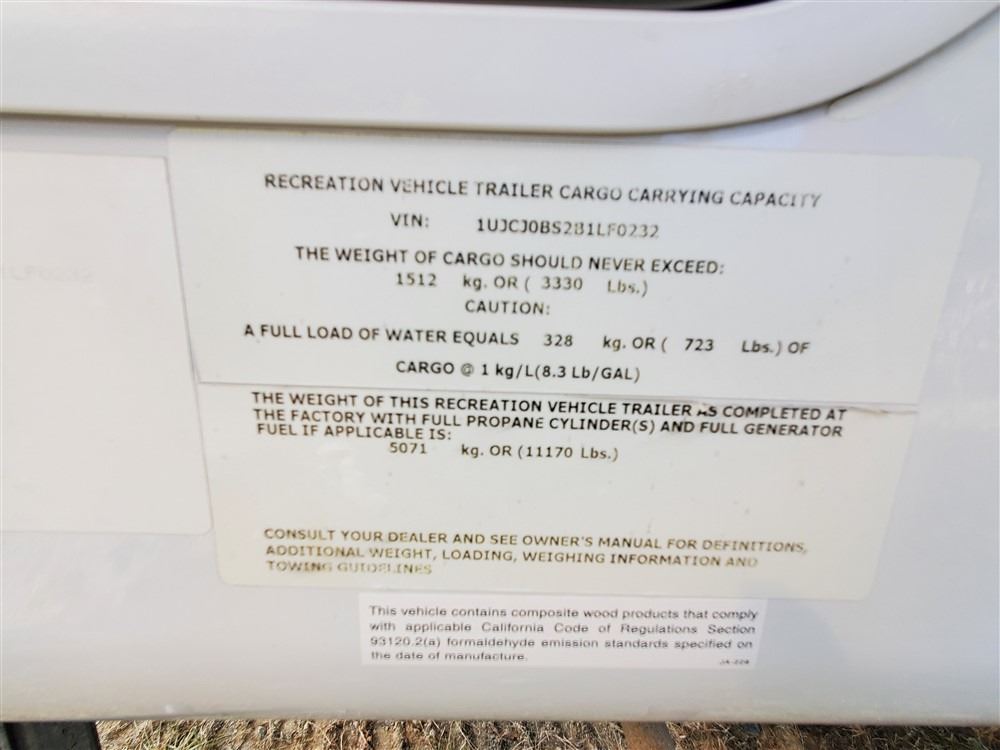 RECREATION VEHICLE TRAILER CARGO CARRYING CAPACITY
VIN: 1UJCJ0BS2B1LF0232
THE WEIGHT OF CARGO SHOULD NEVER EXCEED:
1512 kg. OR ( 3330 Lbs.)
CAUTION:
A FULL LOAD OF WATER EQUALS 328 kg. OR ( 723 Lbs.) OF
CARGO @ 1 kg/L(8.3 Lb/GAL)
THE WEIGHT OF THIS RECREATION VEHICLE TRAILER AS COMPLETED AT
THE FACTORY WITH FULL PROPANE CYLINDER(S) AND FULL GENERATOR
FUEL IF APPLICABLE IS:
5071 kg. OR (11170 Lbs.)
CONSULT YOUR DEALER AND SEE OWNER'S MANUAL FOR DEFINITIONS,
ADDITIONAL WEIGHT, LOADING, WEIGHING INFORMATION AND
TOWING GUIDELINES
This vehicle contains composite wood products that comply
with applicable California Code of Regulations Section
93120.2(a) formaldehyde emission standards specified on
the date of manufacture.